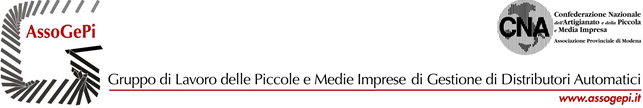 AssoGePi
CNA
Confederazione Nazionale
dell'Artigianato e della Piccola
e Media Impresa
Associazione Provinciale di Modena
Gruppo di Lavoro delle Piccole e Medie Imprese di Gestione di Distributori Automatici
www.assogepi.it